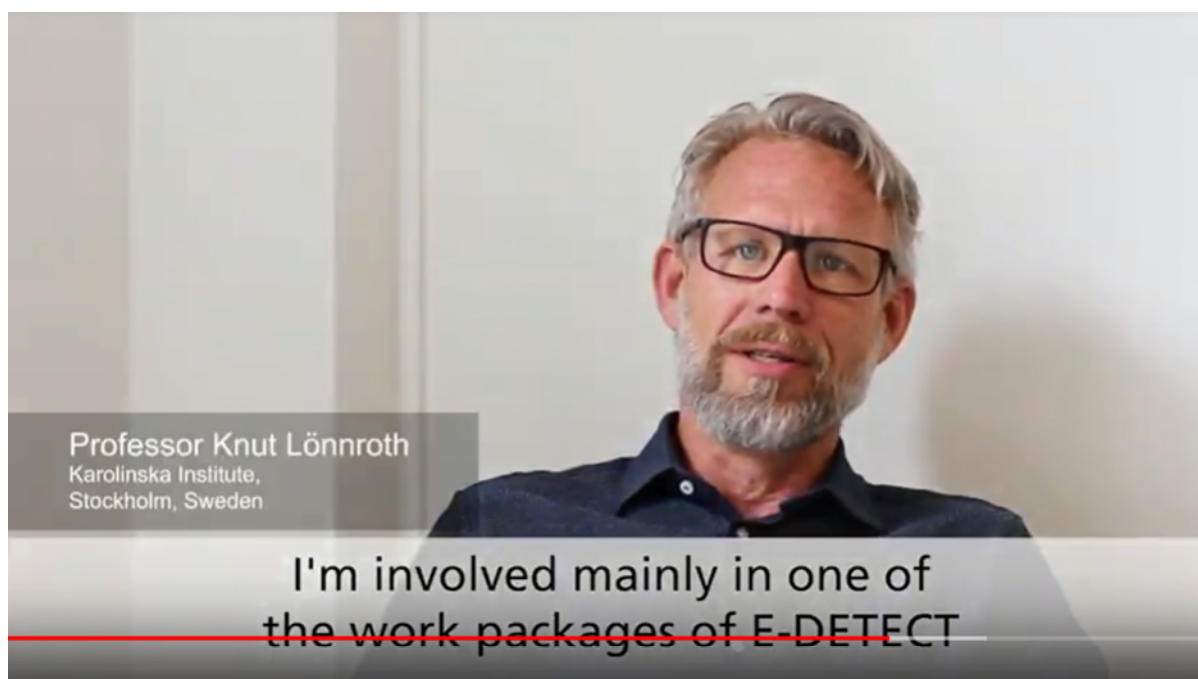 Professor Knut Lönnroth
Karolinska Institute,
Stockholm, Sweden
I'm involved mainly in one of
the work packages of E-DETECT